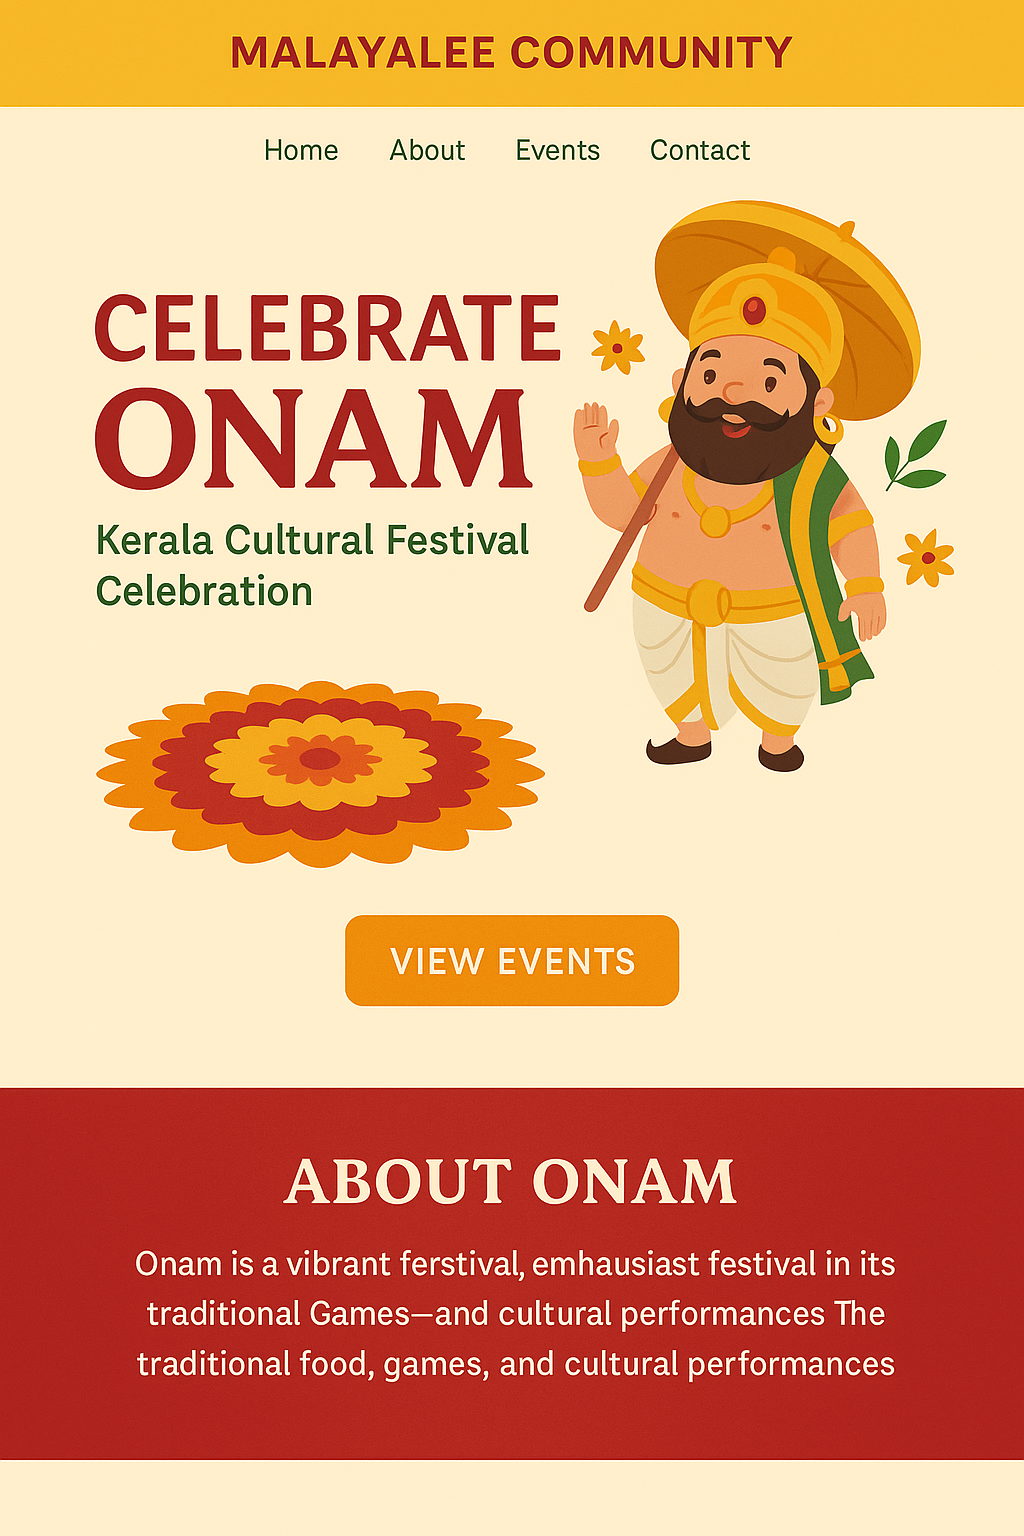 MALAYALEE COMMUNITY
Home About Events Contact
CELEBRATE
ONAM
Kerala Cultural Festival
Celebration
VIEW EVENTS
ABOUT ONAM
Onam is a vibrant ferstival, emhausiast festival in its
traditional Games—and cultural performances The
traditional food, games, and cultural performances